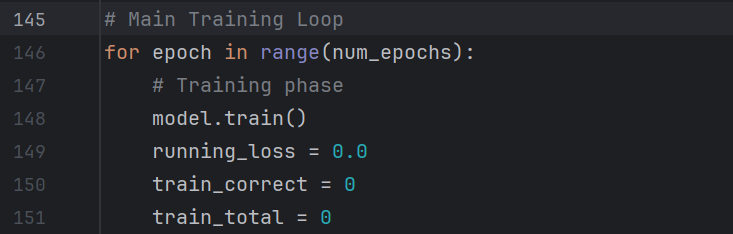 145 # Main Training Loop
146 for epoch in range(num_epochs):
147     # Training phase
148     model.train()
149     running_loss = 0.0
150     train_correct = 0
151     train_total = 0